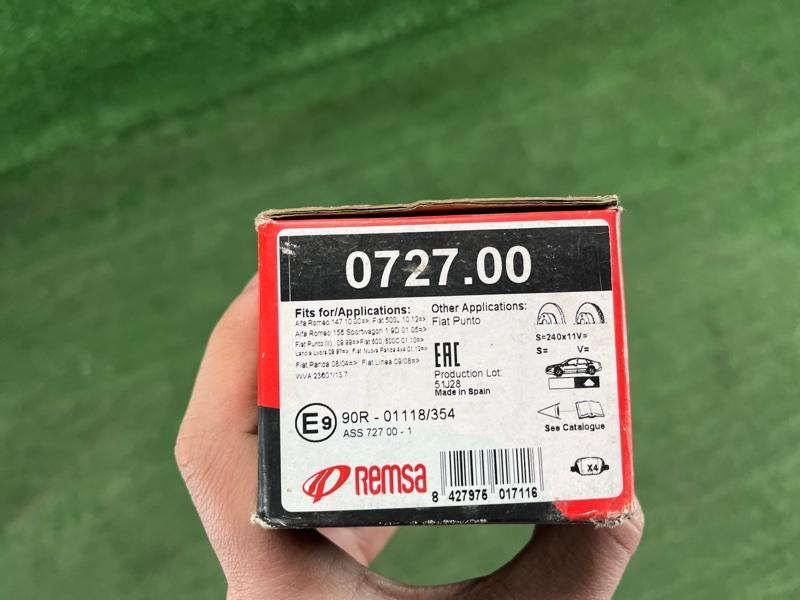 0727.00
Fits for/Applications:
Alfa Romeo 147 10.00=>, Fiat 500L 10.12=>
Alfa Romeo 156 Sportwagon 1.9D 01.05=>
Fiat Punto (II) 09.99=> Fiat 500, 500C 01.10=>
Lancia Lybra 09.97=>, Fiat Nuova Panda 4x4 01.12=>
Fiat Panda 08/04=> Fiat Linea 09/08=>
WVA:23601/13.7
Other Applications:
Fiat Punto
EAC
Production Lot:
51J28
Made in Spain
S=240x11V=
S= V=
See Catalogue
X4
E9
90R - 01118/354
ASS 727 00 - 1
Remsa
8 427975 017116